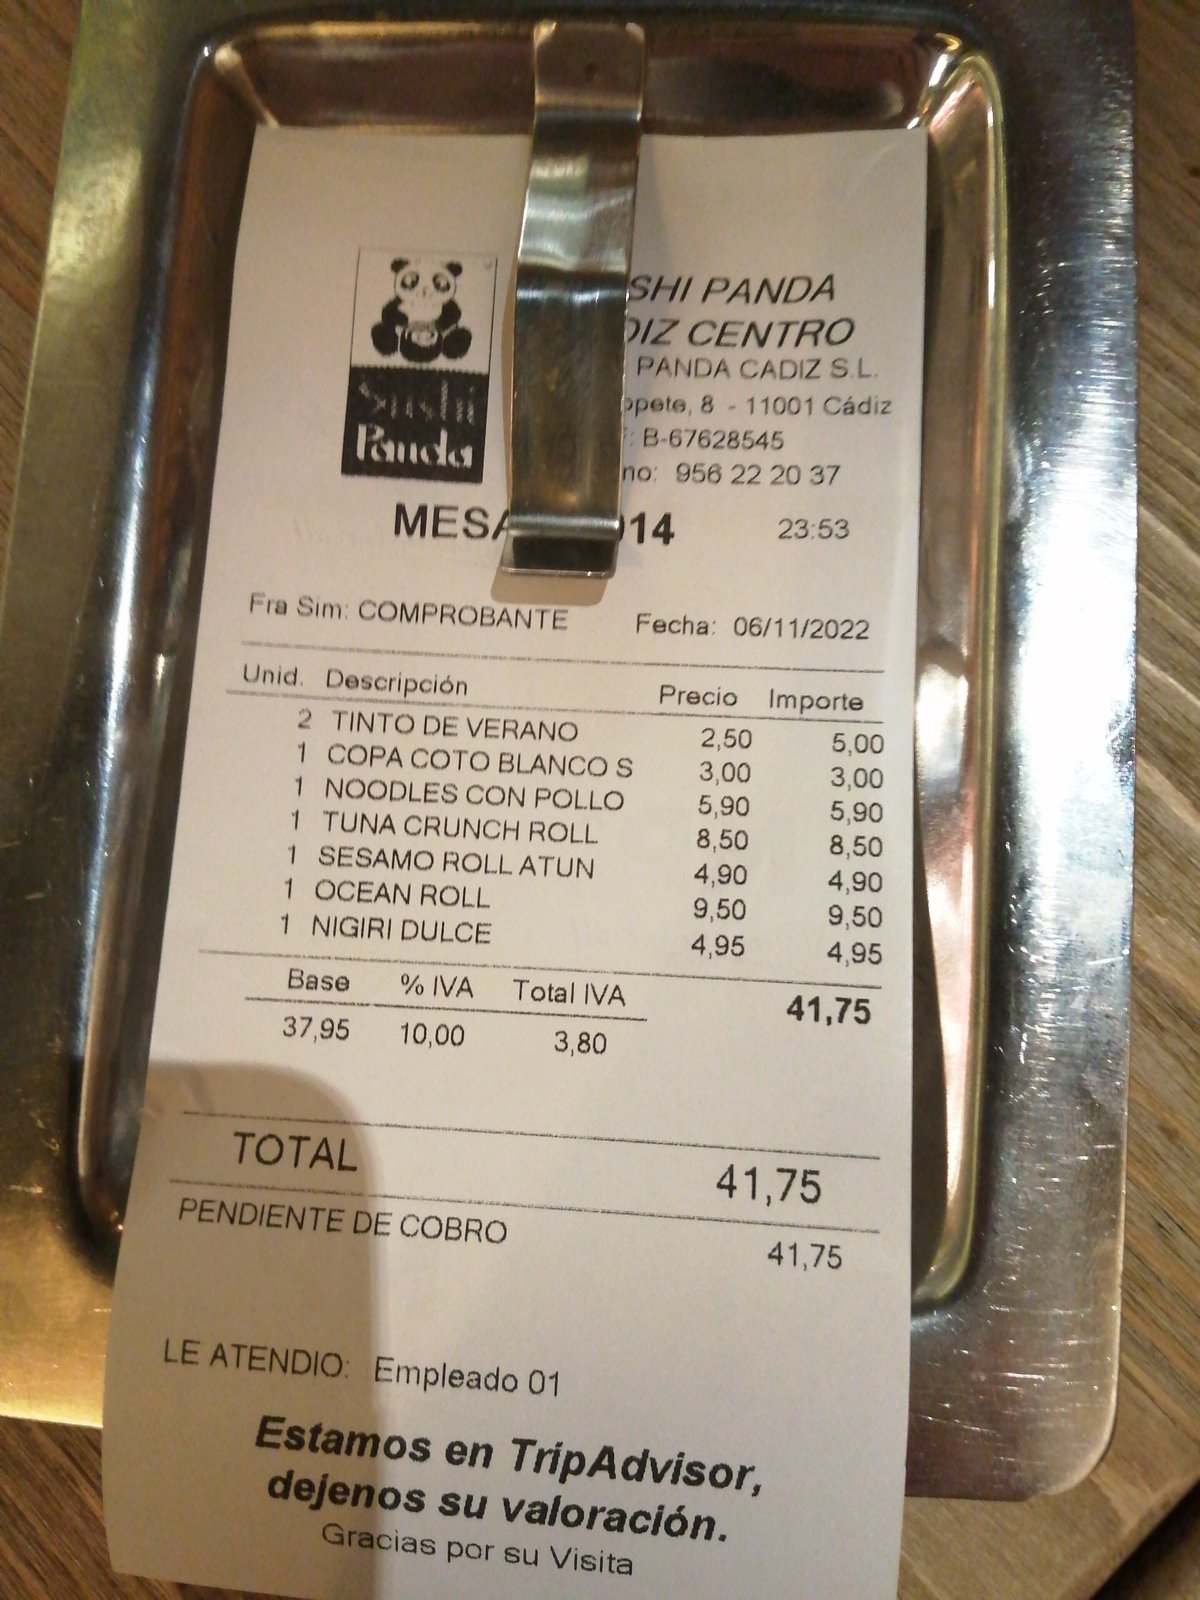 Sushi
Panda
SHI PANDA
DIZ CENTRO
PANDA CADIZ S.L.
8 - 11001 Cádiz
B-67628545
956 22 20 37
MESA 14 23:53
Fra Sim: COMPROBANTE Fecha: 06/11/2022
Unid. Descripción Precio Importe
2 TINTO DE VERANO 2,50 5,00
1 COPA COTO BLANCO S 3,00 3,00
1 NOODLES CON POLLO 5,90 5,90
1 TUNA CRUNCH ROLL 8,50 8,50
1 SESAMO ROLL ATUN 4,90 4,90
1 OCEAN ROLL 9,50 9,50
1 NIGIRI DULCE 4,95 4,95
Base % IVA Total IVA 41,75
37,95 10,00 3,80
TOTAL 41,75
PENDIENTE DE COBRO 41,75
LE ATENDIO: Empleado 01
Estamos en TripAdvisor,
dejenos su valoración.
Gracias por su Visita